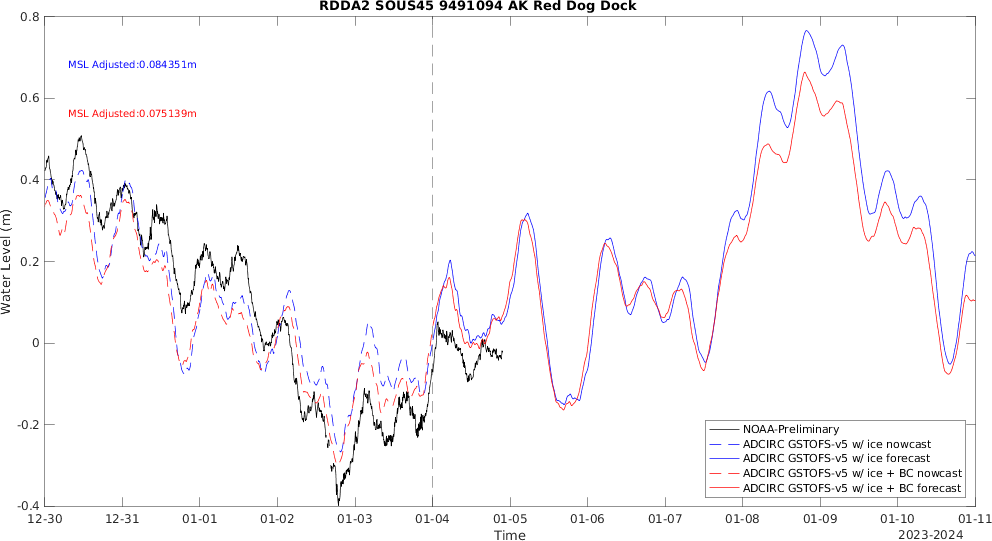 RDDA2 SOUS45 9491094 AK Red Dog Dock
0.8
MSL Adjusted:0.084351m
0.6
MSL Adjusted:0.075139m
0.4
0.2
0
-0.2
-0.4
Water Level (m)
NOAA-Preliminary
ADCIRC GSTOFS-v5 w/ ice nowcast
ADCIRC GSTOFS-v5 w/ ice forecast
ADCIRC GSTOFS-v5 w/ ice + BC nowcast
ADCIRC GSTOFS-v5 w/ ice + BC forecast
12-30 12-31 01-01 01-02 01-03 01-04 01-05 01-06 01-07 01-08 01-09 01-10 01-11
Time
2023-2024